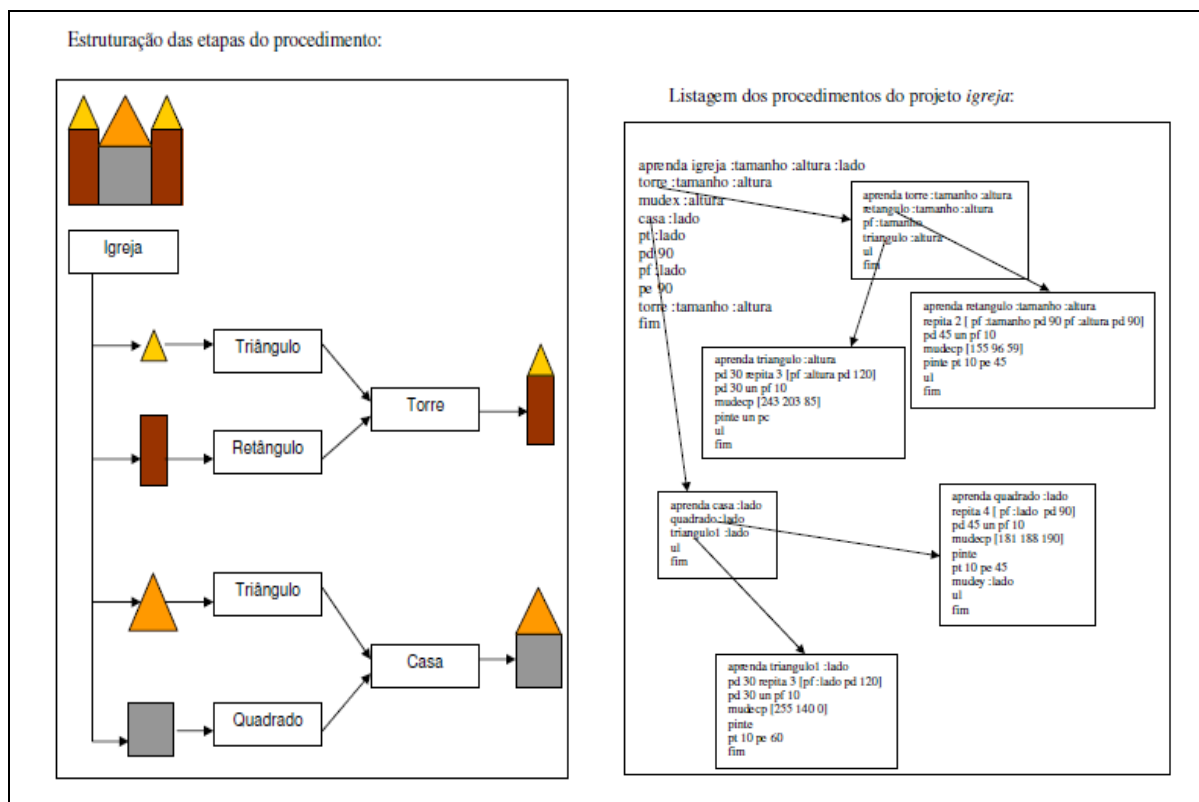 Estruturação das etapas do procedimento:
Igreja
Triângulo
Retângulo
Torre
Triângulo
Quadrado
Casa
Listagem dos procedimentos do projeto igreja:
aprenda igreja :tamanho :altura :lado
torre :tamanho :altura
mudex :altura
casa :lado
pt :lado
pd 90
pf :lado
pe 90
torre :tamanho :altura
fim
aprenda torre :tamanho :altura
retangulo :tamanho :altura
pf :tamanho
triangulo :altura
ul
fim
aprenda retangulo :tamanho :altura
repita 2 [ pf :tamanho pd 90 pf :altura pd 90]
pd 45 un pf 10
mudecp [155 96 59]
pinte pt 10 pe 45
ul
fim
aprenda triangulo :altura
pd 30 repita 3 [pf :altura pd 120]
pd 30 un pf 10
mudecp [243 203 85]
pinte un pc
ul
fim
aprenda casa :lado
quadrado :lado
triangulo1 :lado
ul
fim
aprenda quadrado :lado
repita 4 [ pf :lado pd 90]
pd 45 un pf 10
mudecp [181 188 190]
pinte
pt 10 pe 45
mudey :lado
ul
fim
aprenda triangulo1 :lado
pd 30 repita 3 [pf :lado pd 120]
pd 30 un pf 10
mudecp [255 140 0]
pinte
pt 10 pe 60
fim